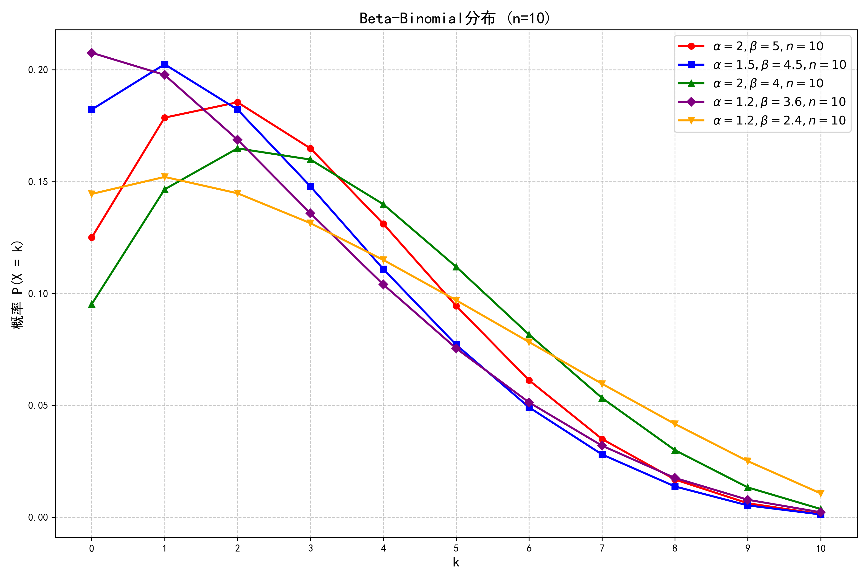 Beta-Binomial分布 (n=10)
α = 2, β = 5, n = 10
α = 1.5, β = 4.5, n = 10
α = 2, β = 4, n = 10
α = 1.2, β = 3.6, n = 10
α = 1.2, β = 2.4, n = 10
概率 P(X = k)
0.20
0.15
0.10
0.05
0.00
0 1 2 3 4 5 6 7 8 9 10
k